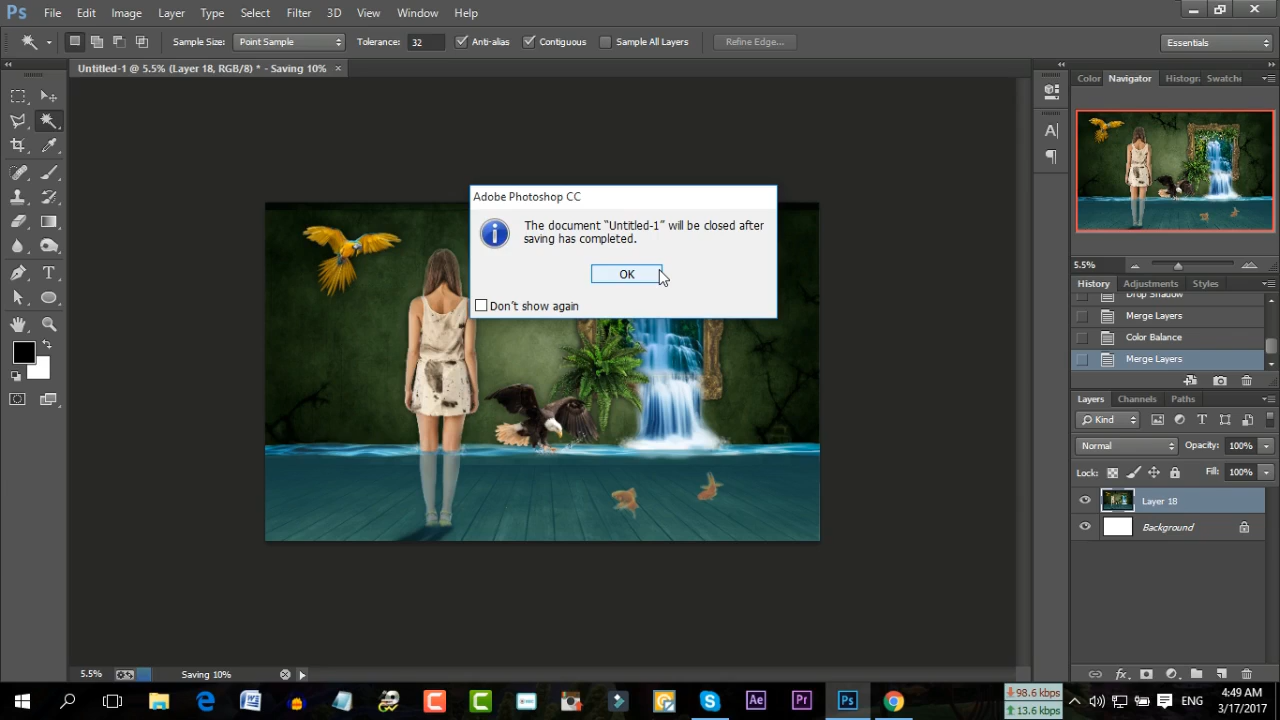 Ps File Edit Image Layer Type Select Filter 3D View Window Help
Sample Size: Point Sample Tolerance: 32 Anti-alias Contiguous Sample All Layers Refine Edge... Essentials
Untitled-1 @ 5.5% (Layer 18, RGB/8) * - Saving 10% ×
Color Navigator Histogr Swatche
Adobe Photoshop CC
The document “Untitled-1” will be closed after
saving has completed.
OK
Don't show again
5.5%
History Adjustments Styles
Drop Shadow
Merge Layers
Color Balance
Merge Layers
Layers Channels Paths
Kind
Normal Opacity: 100%
Lock: Fill: 100%
Layer 18
Background
5.5% Saving 10%
98.6 kbps
13.6 kbps
Ae Pr Ps
ENG
4:49 AM
3/17/2017